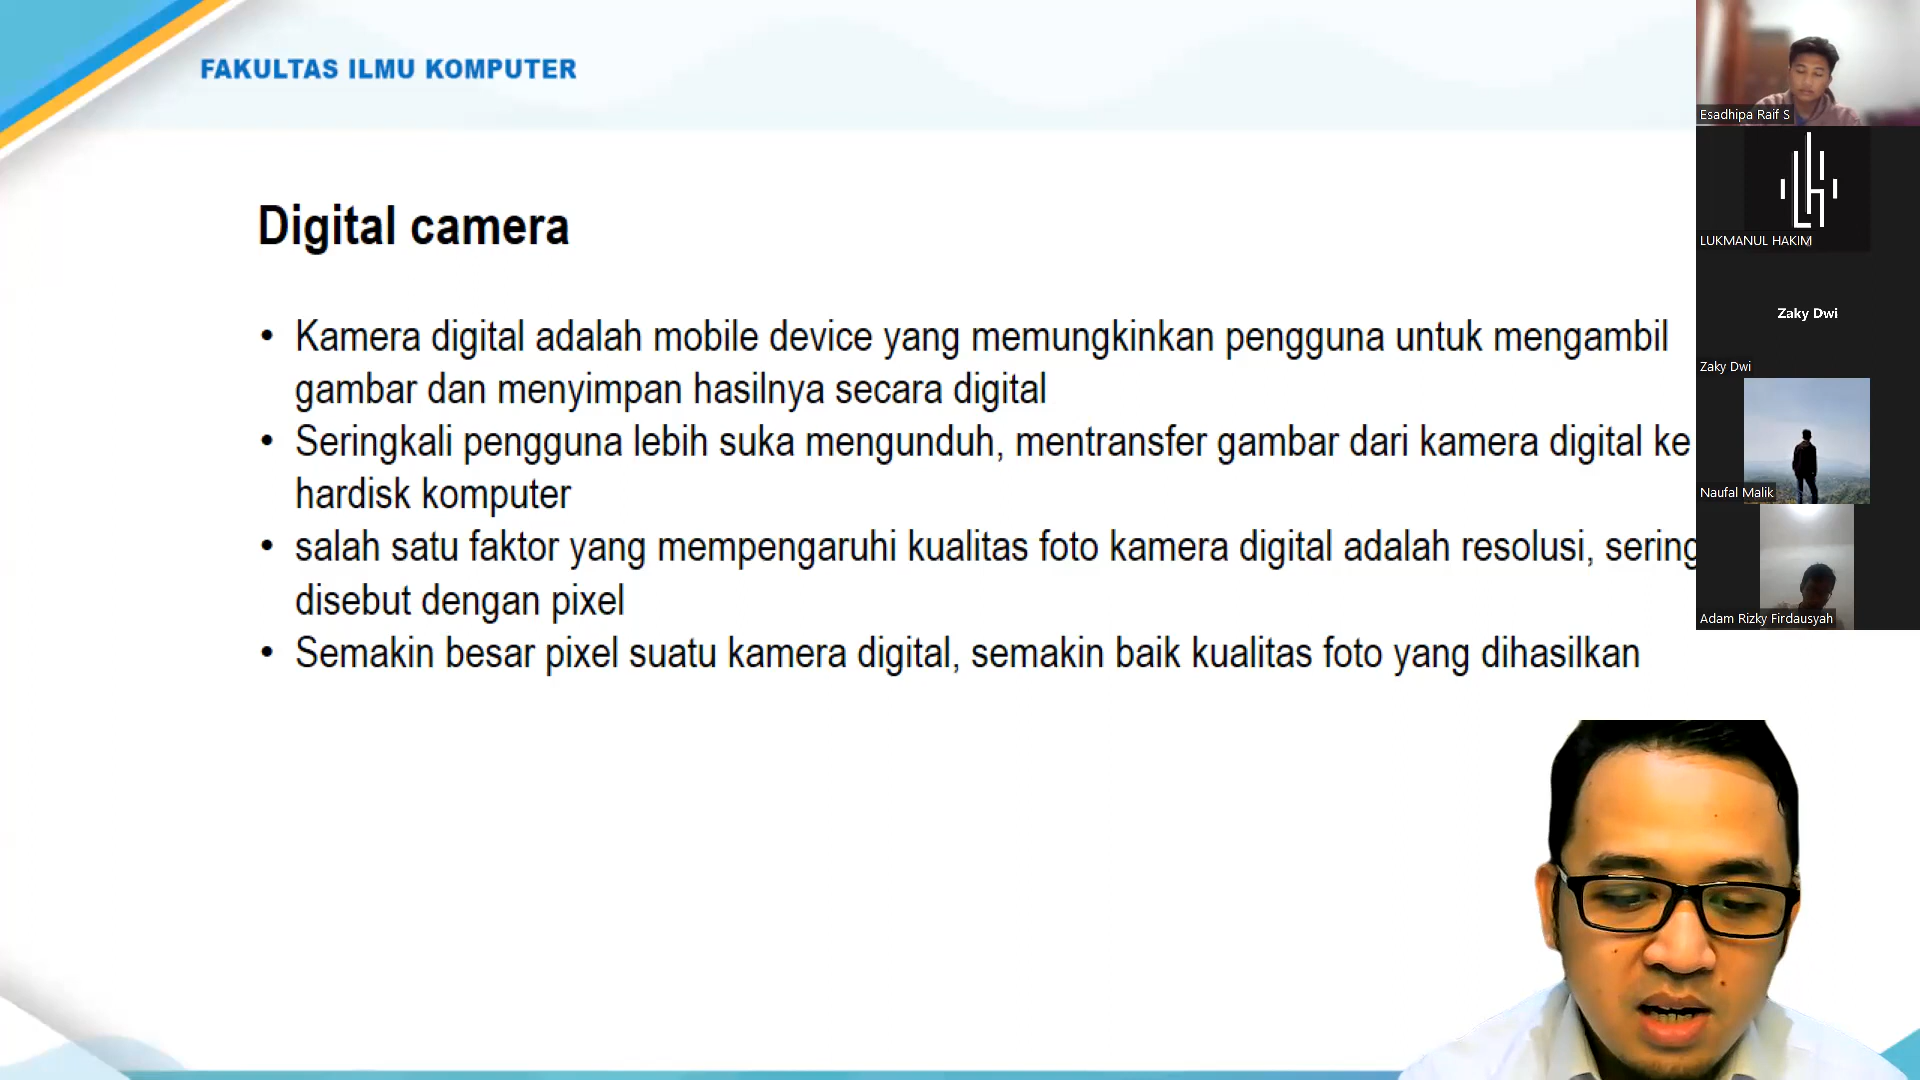 FAKULTAS ILMU KOMPUTER
Digital camera
• Kamera digital adalah mobile device yang memungkinkan pengguna untuk mengambil
gambar dan menyimpan hasilnya secara digital
• Seringkali pengguna lebih suka mengunduh, mentransfer gambar dari kamera digital ke
hardisk komputer
• salah satu faktor yang mempengaruhi kualitas foto kamera digital adalah resolusi, sering
disebut dengan pixel
• Semakin besar pixel suatu kamera digital, semakin baik kualitas foto yang dihasilkan
Esadhipa Raif S
LUKMANUL HAKIM
Zaky Dwi
Zaky Dwi
Naufal Malik
Adam Rizky Firdausyah